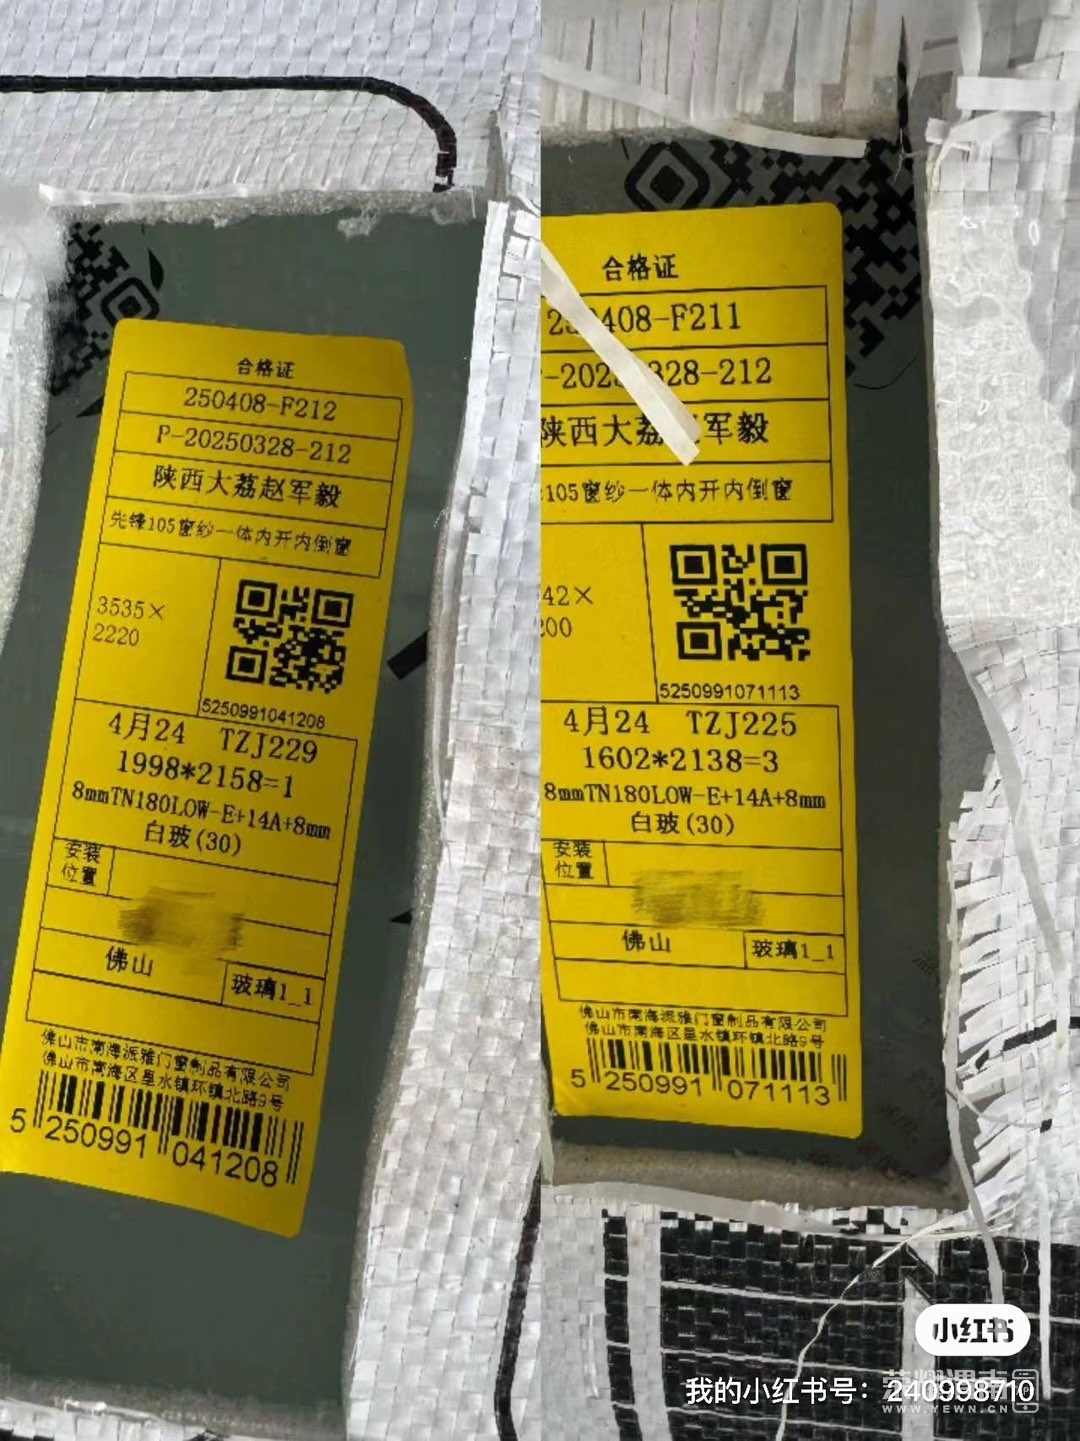 合格证
250408-F212
P-20250328-212
陕西大荔赵军毅
先锋105窗纱一体内开内倒窗
3535×
2220
5250991041208
4月24 TZJ229
1998*2158=1
8mmTN180LOW-E+14A+8mm
白玻(30)
安装
位置
佛山
玻璃1_1
佛山市南海派雅门窗制品有限公司
佛山市南海区里水镇环镇北路9号
5 250991 041208
合格证
408-F211
-202 328-212
陕西大荔 军毅
105窗纱一体内开内倒窗
42×
200
5250991071113
4月24 TZJ225
1602*2138=3
8mmTN180LOW-E+14A+8mm
白玻(30)
安装
位置
佛山
玻璃1_1
佛山市南海派雅门窗制品有限公司
佛山市南海区里水镇环镇北路9号
5 250991 071113
小红书
我的小红书号：240998710
WWW.YEWN.CN